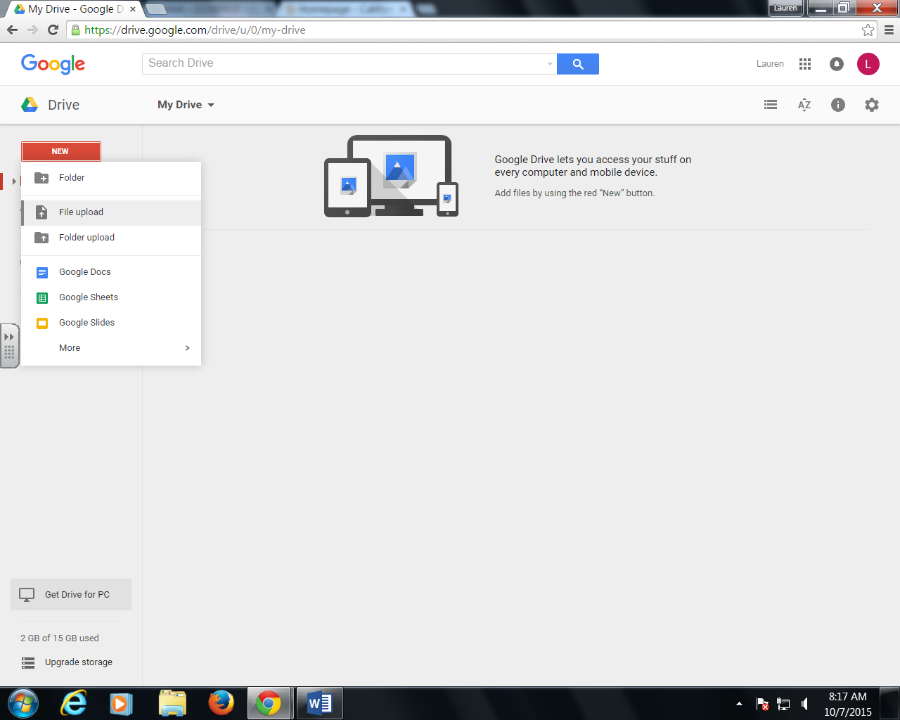 My Drive - Google D
Lauren
https://drive.google.com/drive/u/0/my-drive
Google
Search Drive
Lauren
L
Drive
My Drive
AZ
NEW
Folder
File upload
Folder upload
Google Docs
Google Sheets
Google Slides
More
Google Drive lets you access your stuff on
every computer and mobile device.
Add files by using the red "New" button.
Get Drive for PC
2 GB of 15 GB used
Upgrade storage
8:17 AM
10/7/2015